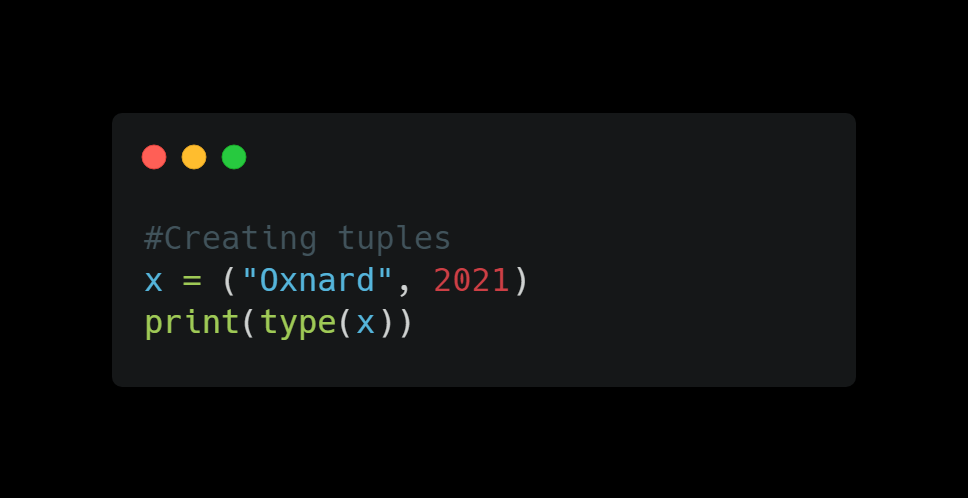 #Creating tuples
x = ("Oxnard", 2021)
print(type(x))